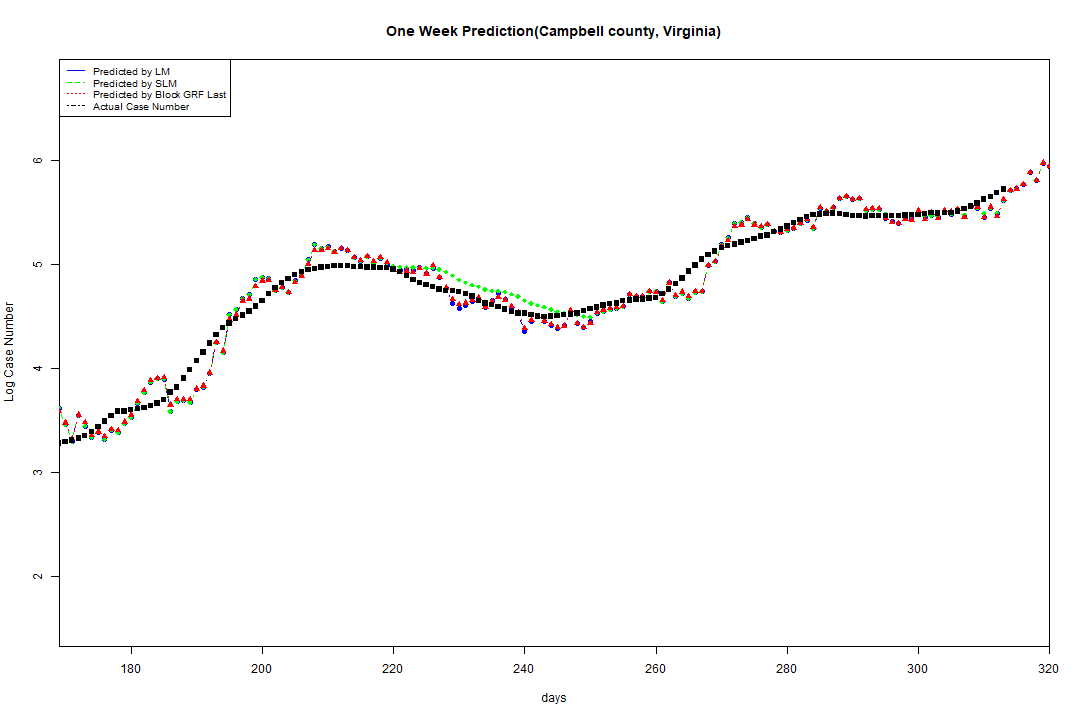 One Week Prediction(Campbell county, Virginia)
Predicted by LM
Predicted by SLM
Predicted by Block GRF Last
Actual Case Number
6
5
4
3
2
Log Case Number
180 200 220 240 260 280 300 320
days